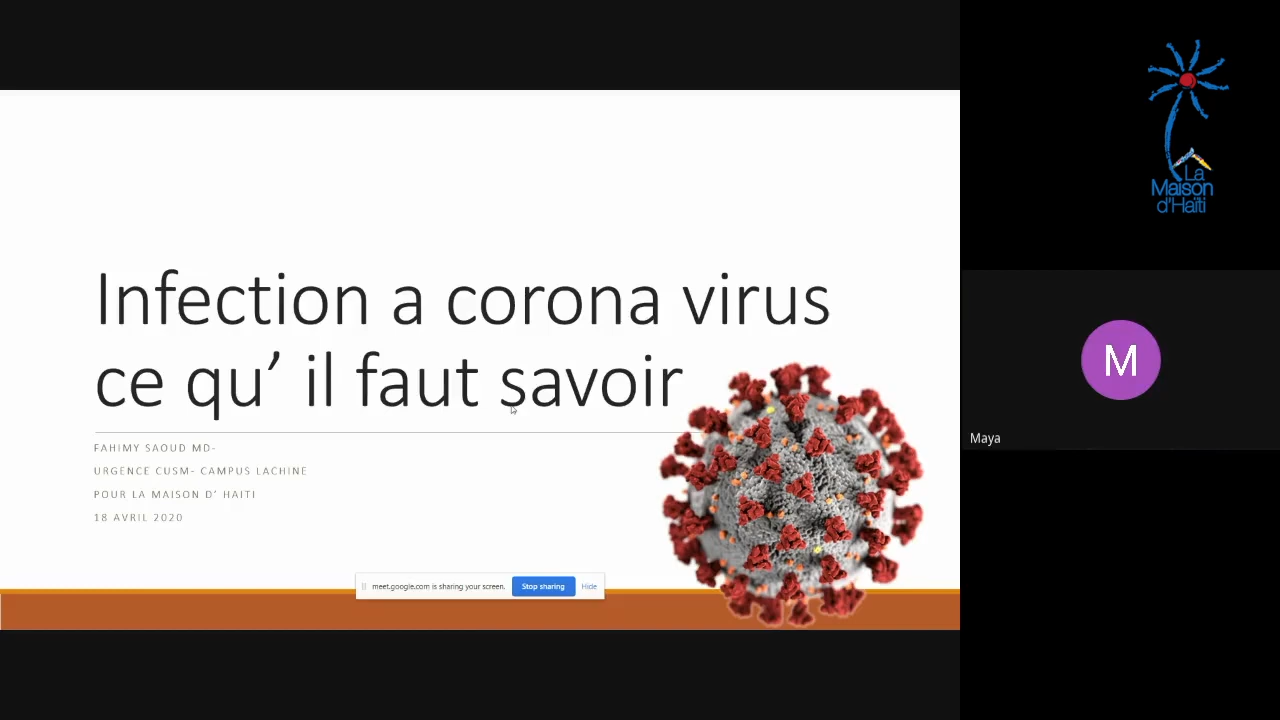 Infection a corona virus
ce qu' il faut savoir
FAHIMY SAOUD MD-
URGENCE CUSM- CAMPUS LACHINE
POUR LA MAISON D' HAITI
18 AVRIL 2020
meet.google.com is sharing your screen.
Stop sharing
Hide
La
Maison
d'Haïti
M
Maya